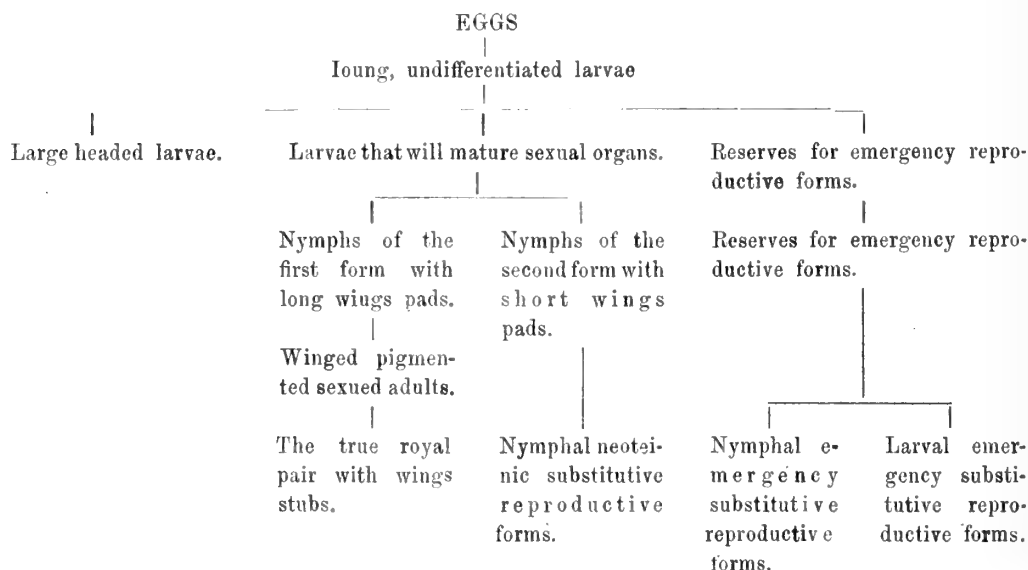 EGGS
Ioung, undifferentiated larvae
Large headed larvae.
Larvae that will mature sexual organs.
Reserves for emergency repro-
ductive forms.
Nymphs of the
first form with
long wiugs pads.
Nymphs of the
second form with
short wings
pads.
Reserves for emergency repro-
ductive forms.
Winged pigmen-
ted sexued adults.
The true royal
pair with wings
stubs.
Nymphal neotei-
nic substitutive
reproductive
forms.
Nymphal e-
mergency
substitutive
reproductive
forms.
Larval emer-
gency substi-
tutive repro-
ductive forms.